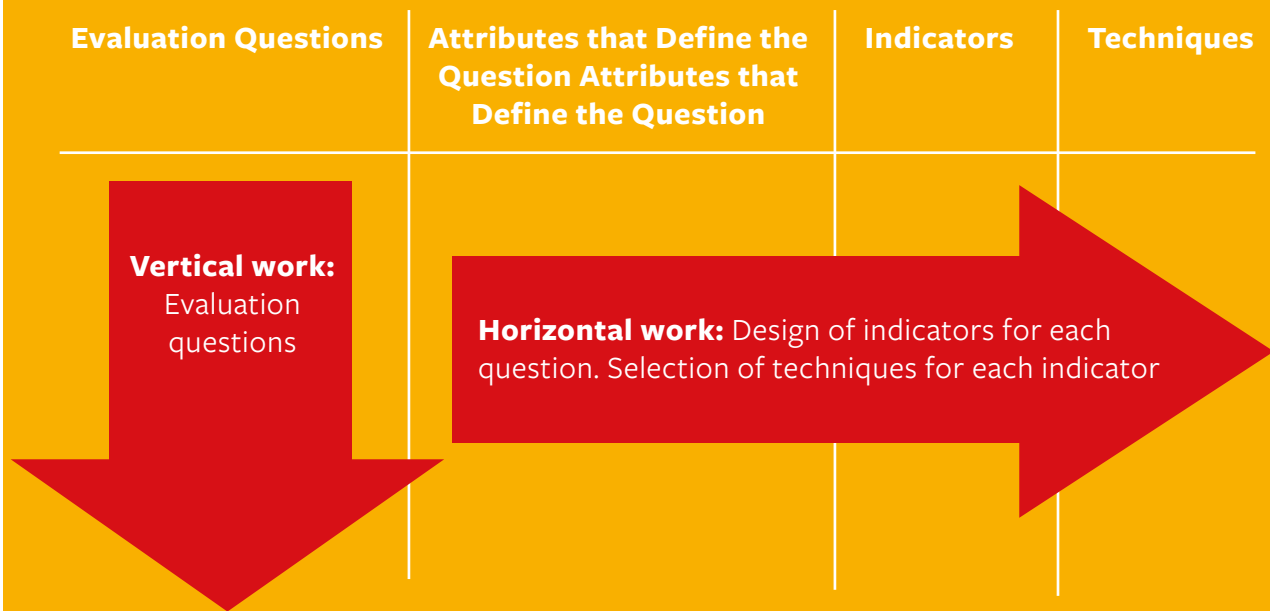 Evaluation Questions
Attributes that Define the
Question Attributes that
Define the Question
Indicators
Techniques
Vertical work:
Evaluation
questions
Horizontal work: Design of indicators for each
question. Selection of techniques for each indicator